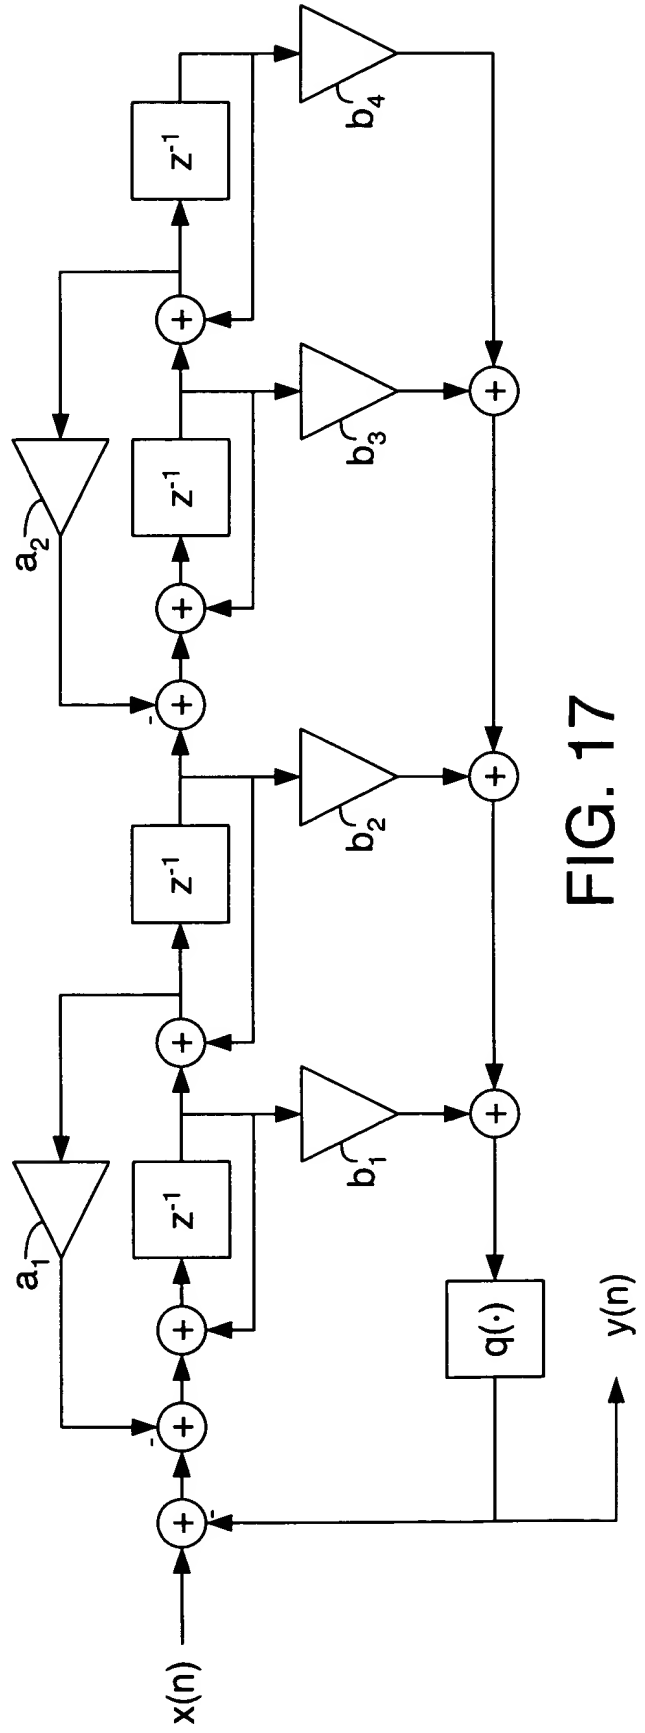 a₁
a₂
x(n)
+
-
+
-
+
z⁻¹
+
z⁻¹
+
-
+
z⁻¹
+
z⁻¹
b₁
b₂
b₃
b₄
q(·)
+
+
+
y(n)
FIG. 17